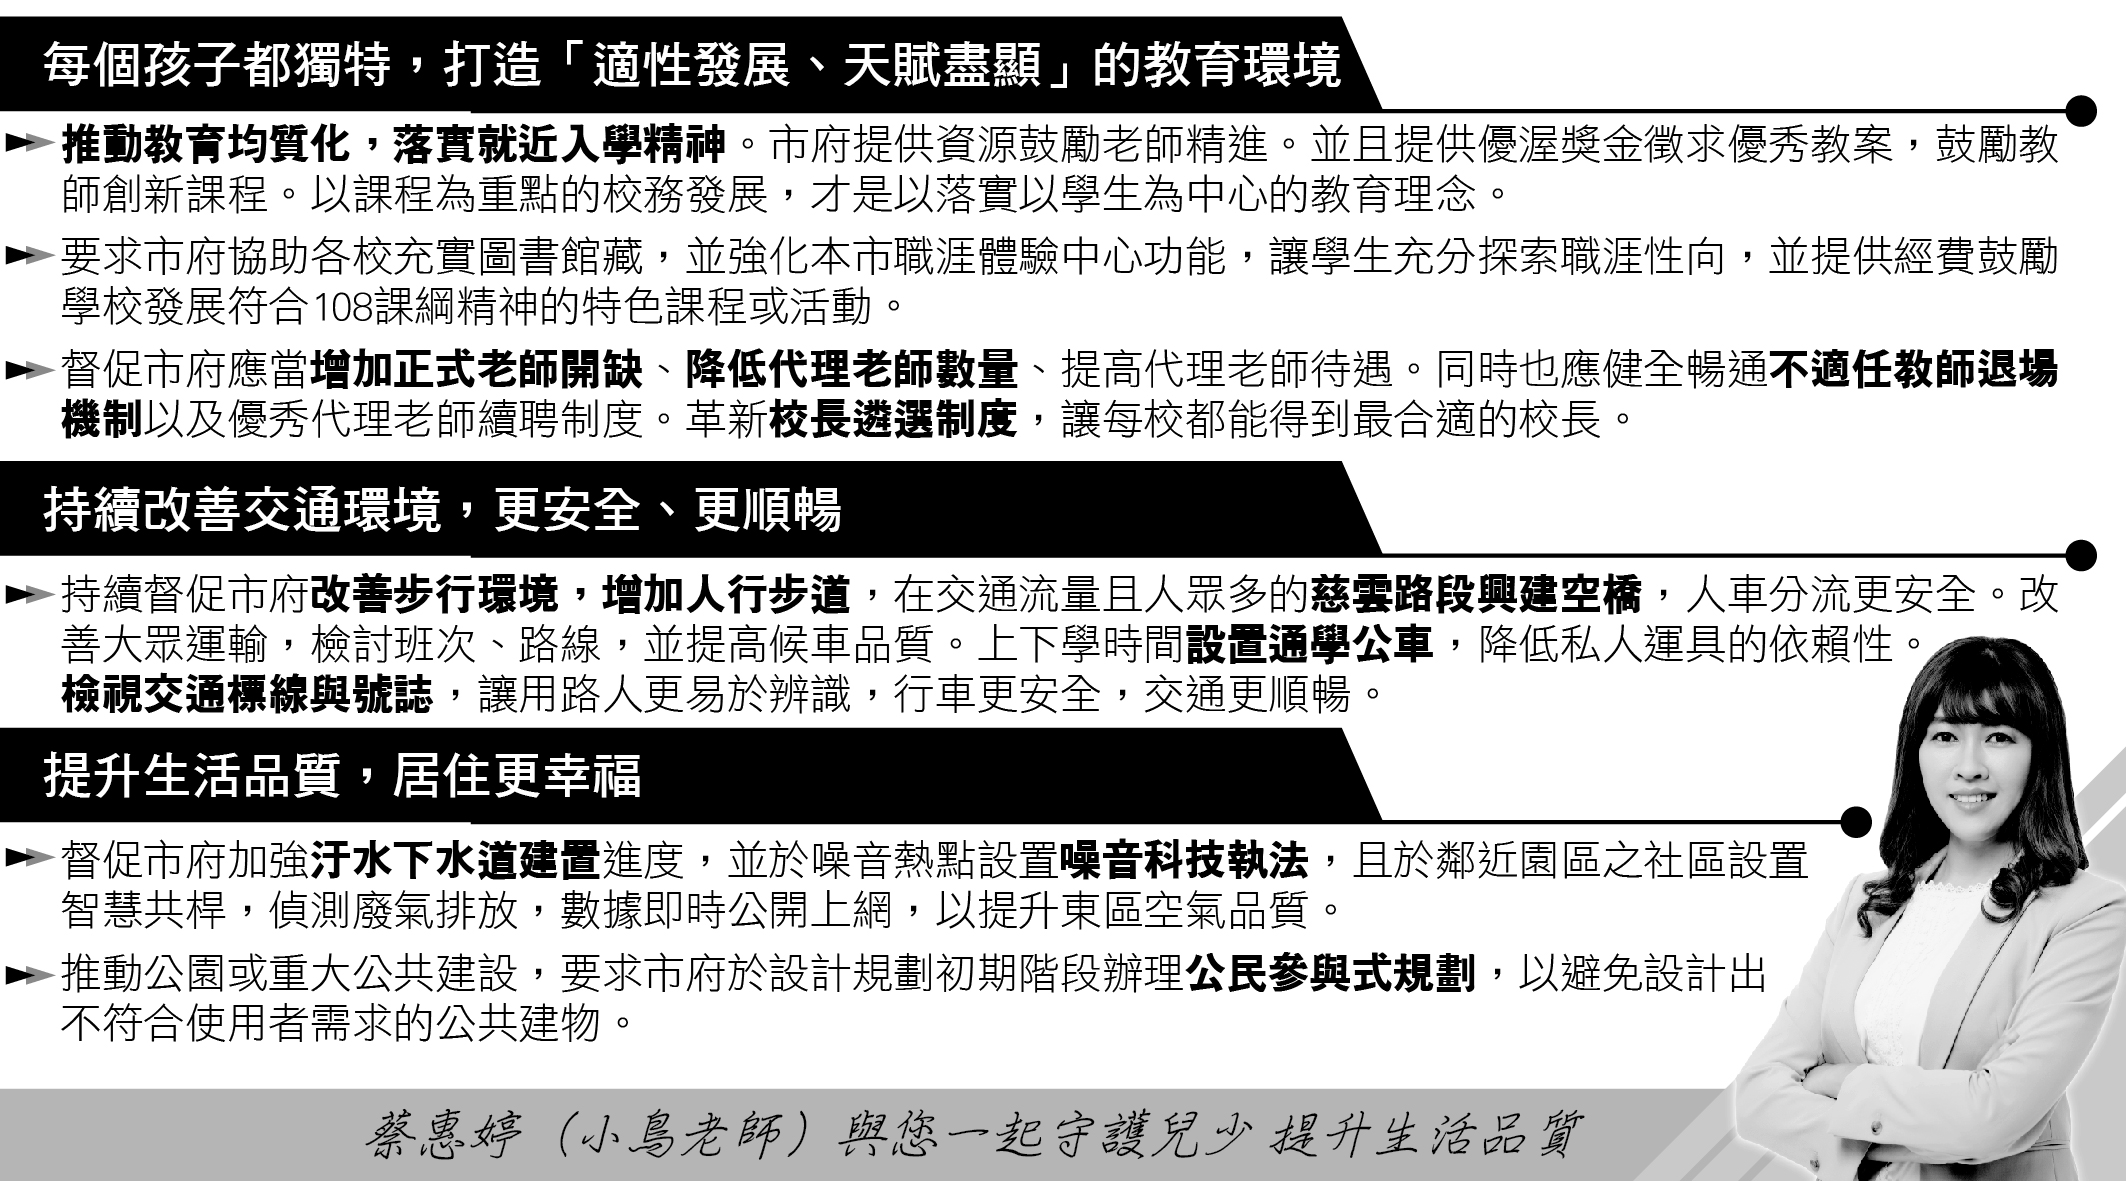 每個孩子都獨特，打造「適性發展、天賦盡顯」的教育環境
推動教育均質化，落實就近入學精神。市府提供資源鼓勵老師精進。並且提供優渥獎金徵求優秀教案，鼓勵教
師創新課程。以課程為重點的校務發展，才是以落實以學生為中心的教育理念。
要求市府協助各校充實圖書館藏，並強化本市職涯體驗中心功能，讓學生充分探索職涯性向，並提供經費鼓勵
學校發展符合108課綱精神的特色課程或活動。
督促市府應當增加正式老師開缺、降低代理老師數量、提高代理老師待遇。同時也應健全暢通不適任教師退場
機制以及優秀代理老師續聘制度。革新校長遴選制度，讓每校都能得到最合適的校長。
持續改善交通環境，更安全、更順暢
持續督促市府改善步行環境，增加人行步道，在交通流量且人眾多的慈雲路段興建空橋，人車分流更安全。改
善大眾運輸，檢討班次、路線，並提高候車品質。上下學時間設置通學公車，降低私人運具的依賴性。
檢視交通標線與號誌，讓用路人更易於辨識，行車更安全，交通更順暢。
提升生活品質，居住更幸福
督促市府加強汙水下水道建置進度，並於噪音熱點設置噪音科技執法，且於鄰近園區之社區設置
智慧共桿，偵測廢氣排放，數據即時公開上網，以提升東區空氣品質。
推動公園或重大公共建設，要求市府於設計規劃初期階段辦理公民參與式規劃，以避免設計出
不符合使用者需求的公共建物。
蔡惠婷（小鳥老師）與您一起守護兒少 提升生活品質